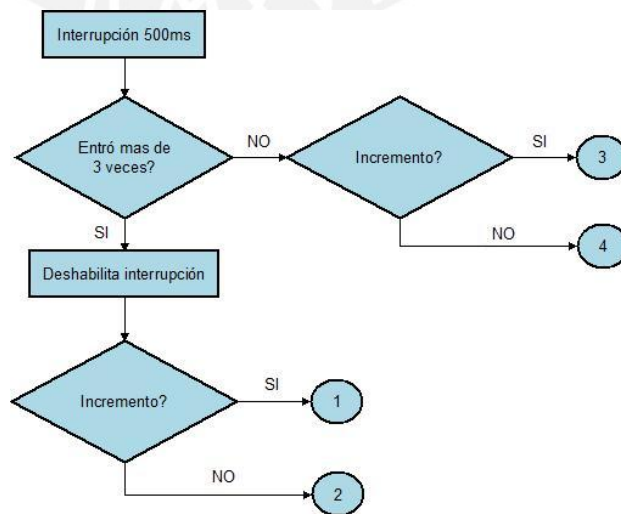 Interrupción 500ms
Entró mas de
3 veces?
NO
Incremento?
SI
3
NO
4
SI
Deshabilita interrupción
Incremento?
SI
1
NO
2